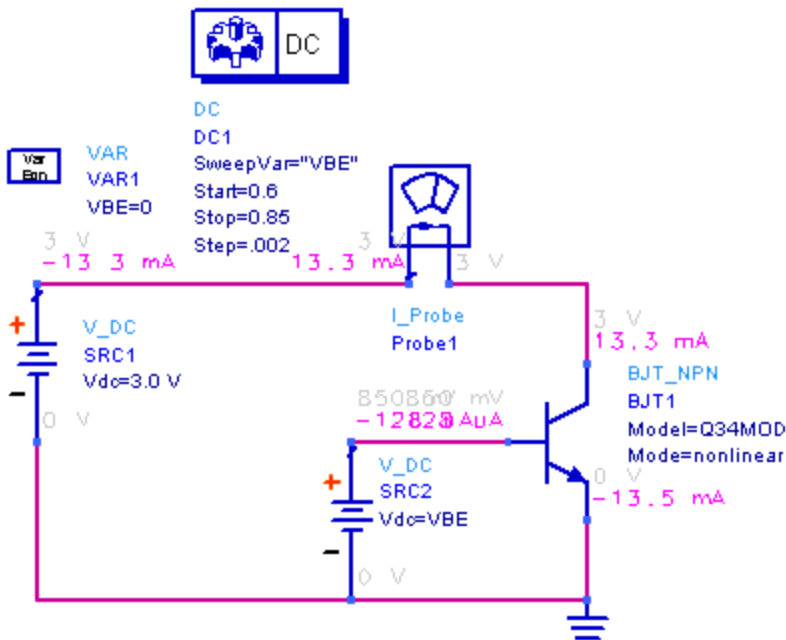 DC
DC
DC1
SweepVar="VBE"
Start=0.6
Stop=0.85
Step=.002
Var
Eqn
VAR
VAR1
VBE=0
3 V
-13.3 mA
3 V
13.3 mA
3 V
I_Probe
Probe1
V_DC
SRC1
Vdc=3.0 V
0 V
3 V
13.3 mA
BJT_NPN
BJT1
Model=Q34MOD
Mode=nonlinear
mV
V_DC
SRC2
Vdc=VBE
0 V
0 V
-13.5 mA
+
-
+
-